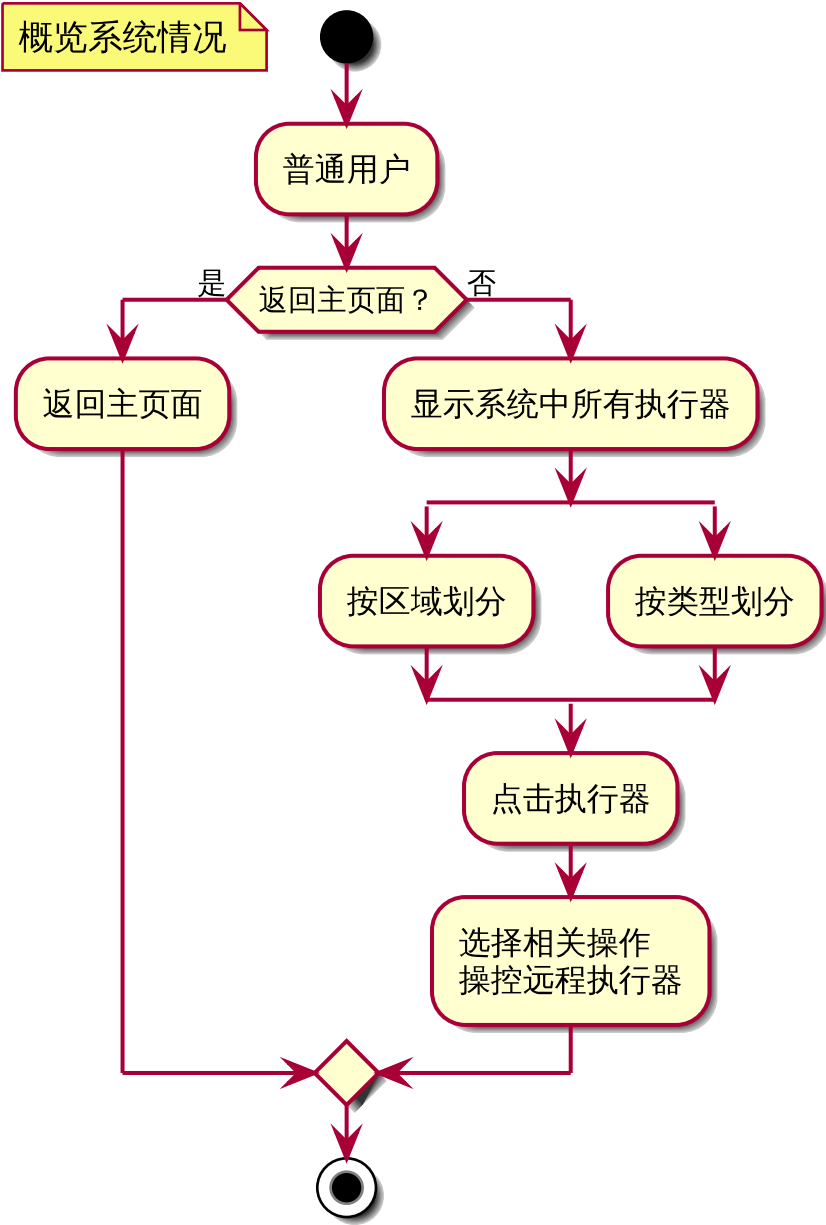 概览系统情况
普通用户
是
返回主页面？
否
返回主页面
显示系统中所有执行器
按区域划分
按类型划分
点击执行器
选择相关操作
操控远程执行器